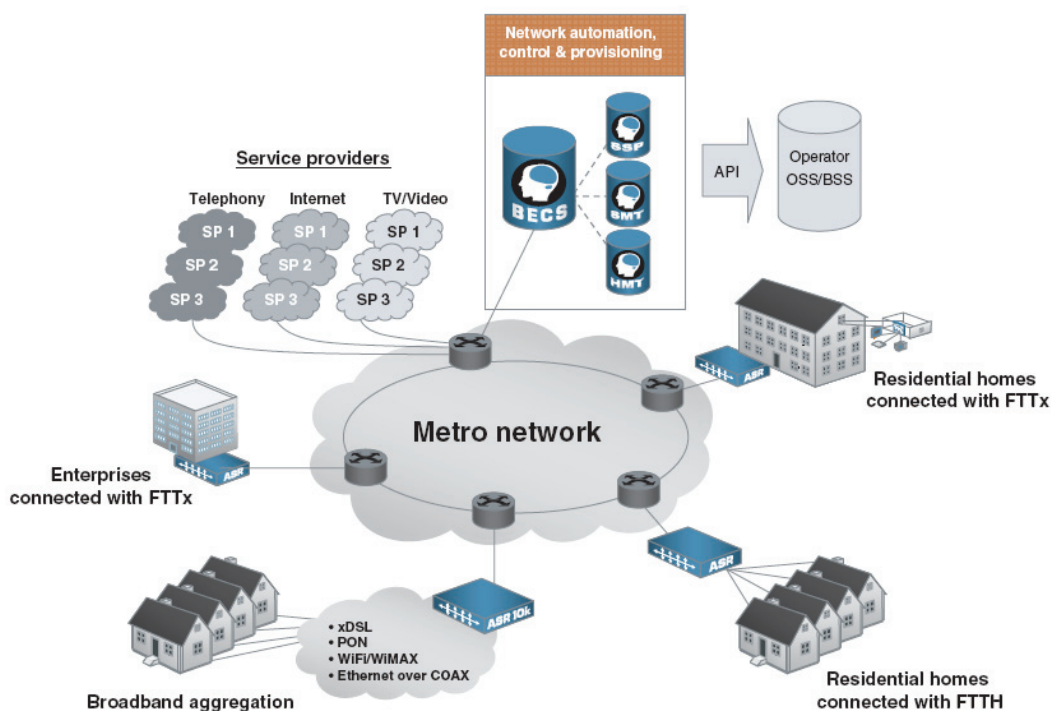 Network automation,
control & provisioning
BECS
BSP
BMT
HMT
API
Operator
OSS/BSS
Service providers
Telephony
Internet
TV/Video
SP 1
SP 1
SP 1
SP 2
SP 2
SP 2
SP 3
SP 3
SP 3
Metro network
ASR
Residential homes
connected with FTTx
ASR
Enterprises
connected with FTTx
ASR
Residential homes
connected with FTTH
ASR 10k
• xDSL
• PON
• WiFi/WiMAX
• Ethernet over COAX
Broadband aggregation